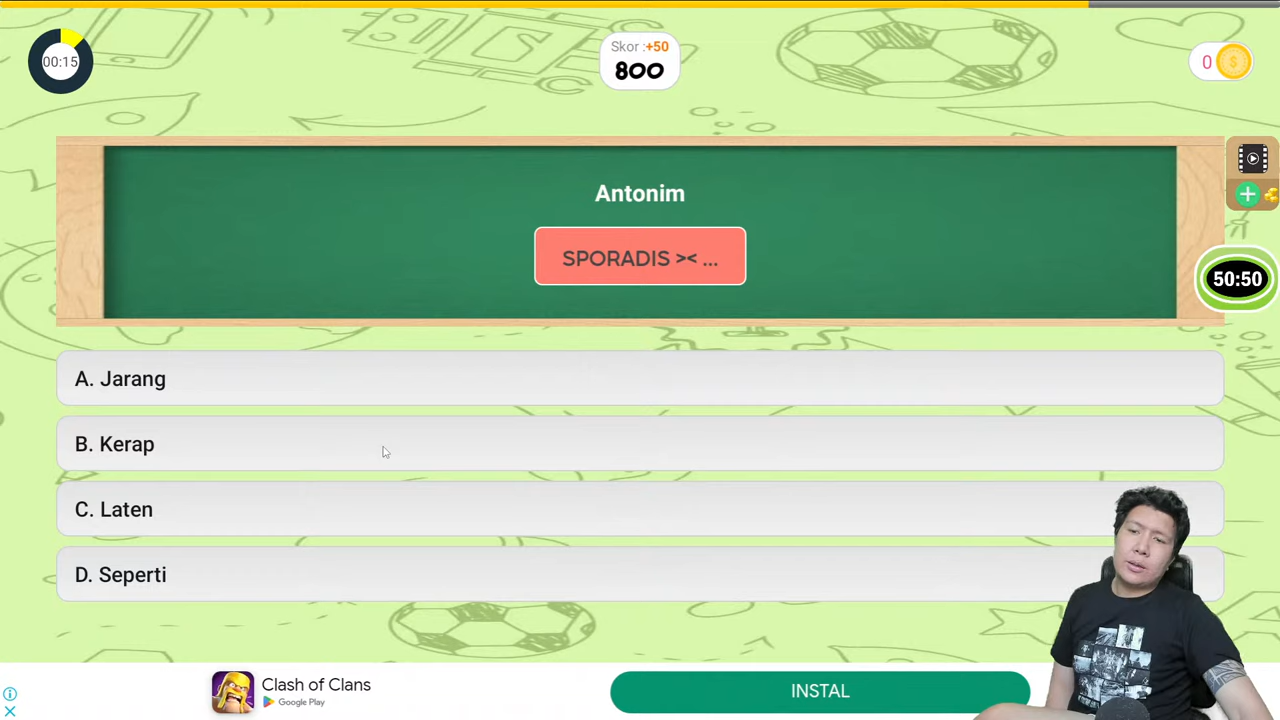 00:15
Skor :+50
800
0
Antonim
SPORADIS >< ...
50:50
A. Jarang
B. Kerap
C. Laten
D. Seperti
Clash of Clans
Google Play
INSTAL